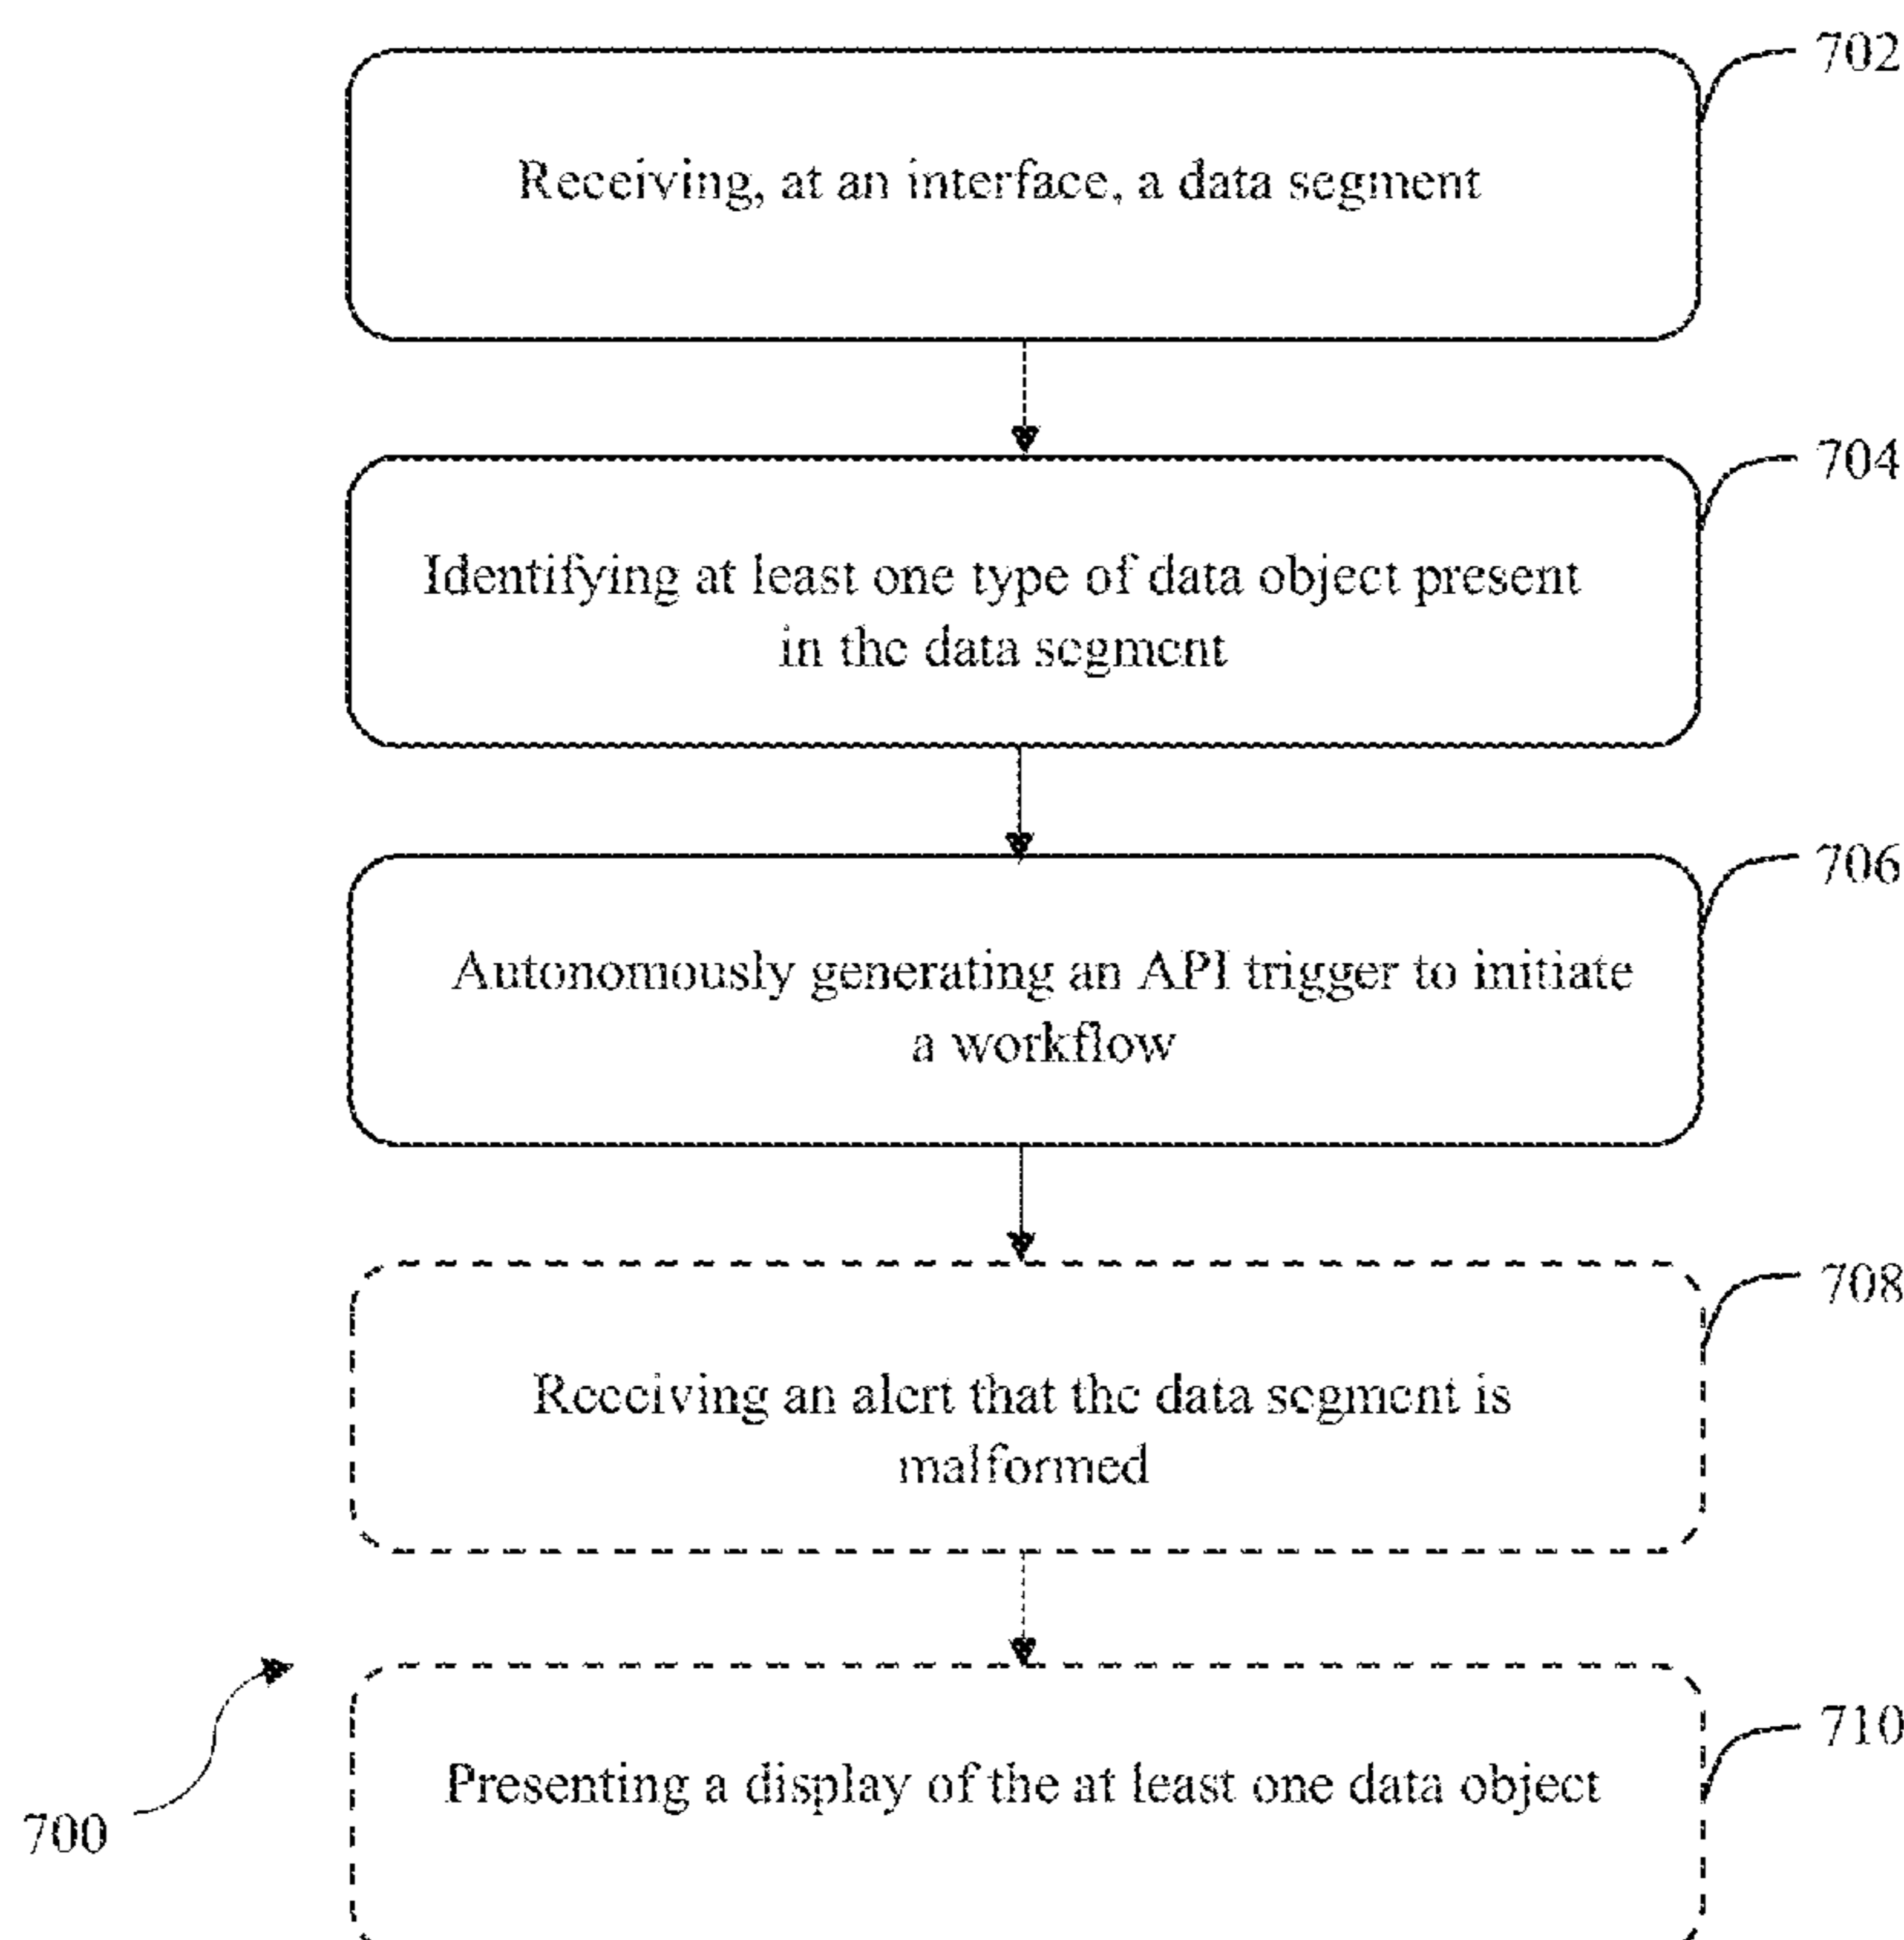 702
Receiving, at an interface, a data segment
704
Identifying at least one type of data object present
in the data segment
706
Autonomously generating an API trigger to initiate
a workflow
708
Receiving an alert that the data segment is
malformed
710
Presenting a display of the at least one data object
700